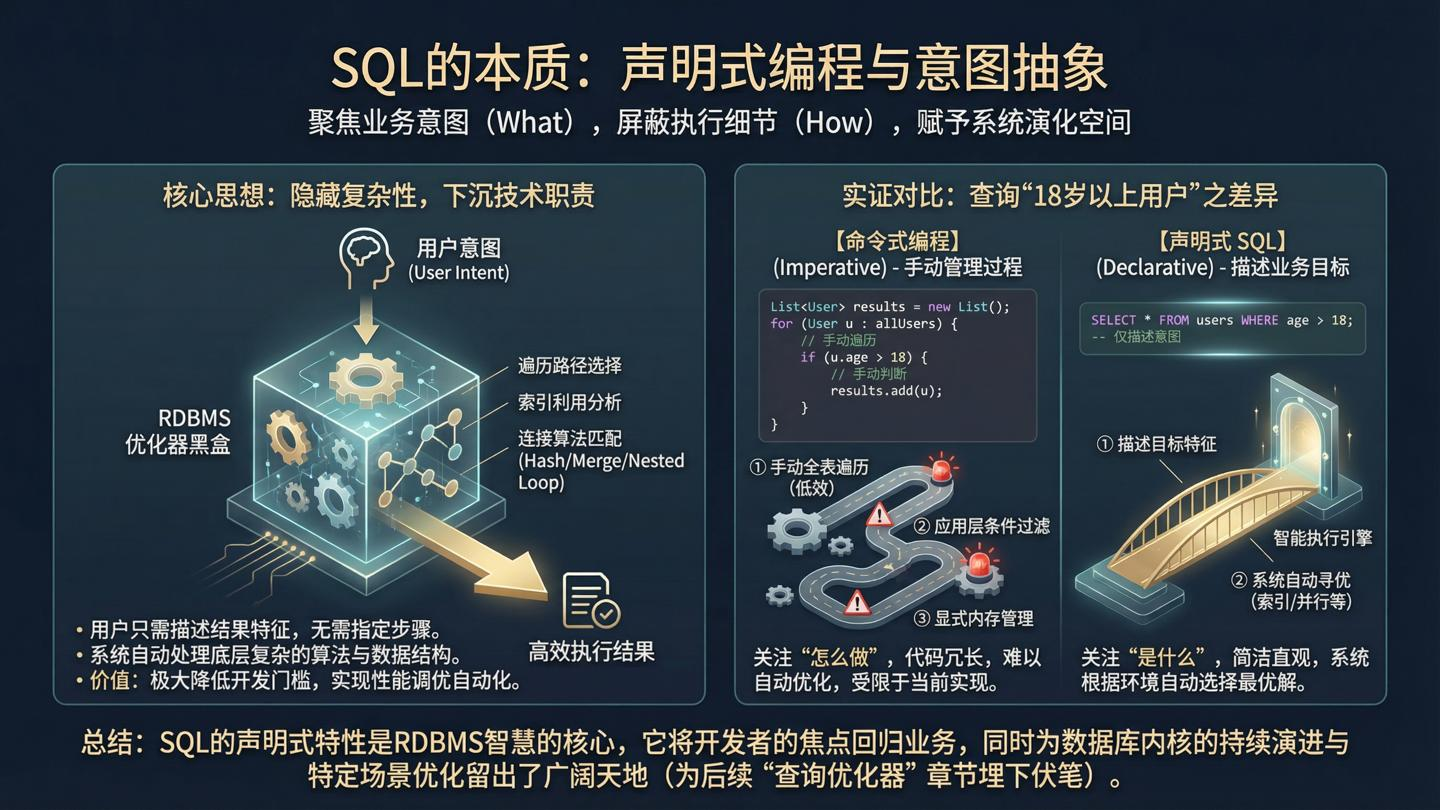 SQL的本质：声明式编程与意图抽象
聚焦业务意图（What），屏蔽执行细节（How），赋予系统演化空间
核心思想：隐藏复杂性，下沉技术职责
用户意图
(User Intent)
RDBMS
优化器黑盒
遍历路径选择
索引利用分析
连接算法匹配
(Hash/Merge/Nested
Loop)
高效执行结果
• 用户只需描述结果特征，无需指定步骤。
• 系统自动处理底层复杂的算法与数据结构。
• 价值：极大降低开发门槛，实现性能调优自动化。
实证对比：查询“18岁以上用户”之差异
【命令式编程】
(Imperative) - 手动管理过程
List<User> results = new List();
for (User u : allUsers) {
    // 手动遍历
    if (u.age > 18) {
        // 手动判断
        results.add(u);
    }
}
① 手动全表遍历
（低效）
② 应用层条件过滤
③ 显式内存管理
关注“怎么做”，代码冗长，难以
自动优化，受限于当前实现。
【声明式 SQL】
(Declarative) - 描述业务目标
SELECT * FROM users WHERE age > 18;
-- 仅描述意图
① 描述目标特征
智能执行引擎
② 系统自动寻优
（索引/并行等）
关注“是什么”，简洁直观，系统
根据环境自动选择最优解。
总结：SQL的声明式特性是RDBMS智慧的核心，它将开发者的焦点回归业务，同时为数据库内核的持续演进与
特定场景优化留出了广阔天地（为后续“查询优化器”章节埋下伏笔）。